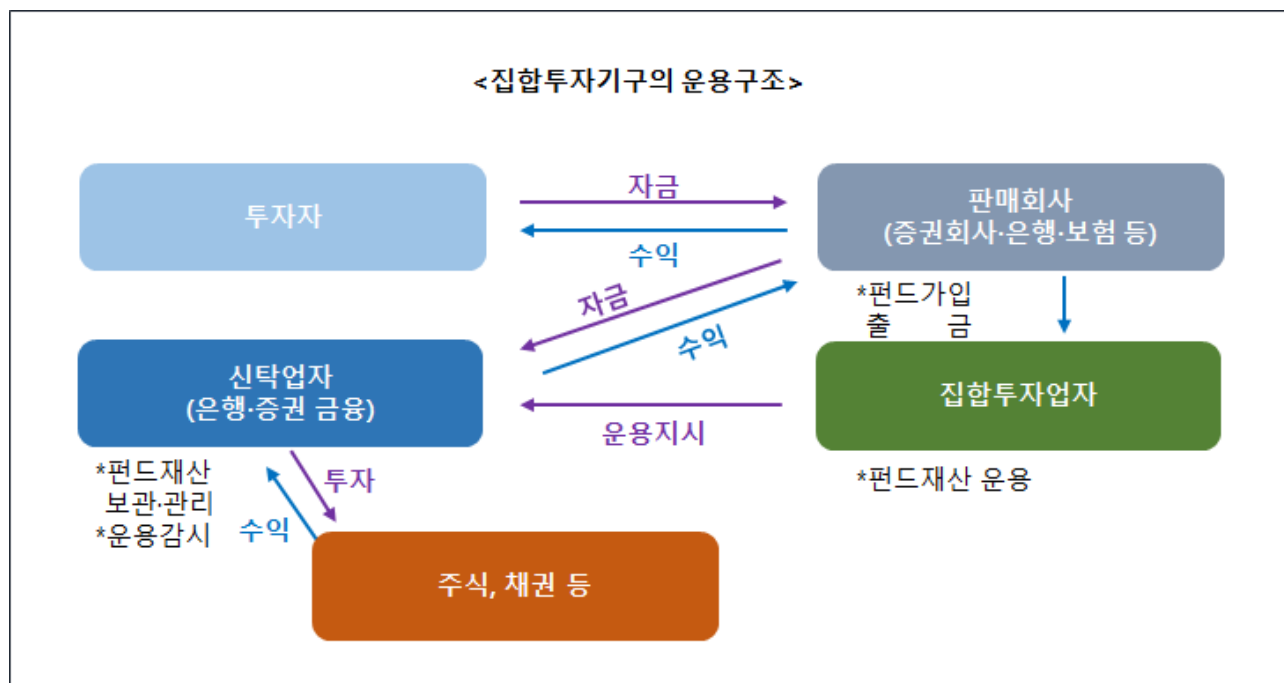 <집합투자기구의 운용구조>
투자자
자금
수익
판매회사
(증권회사·은행·보험 등)
자금
수익
*펀드가입
출 금
신탁업자
(은행·증권 금융)
운용지시
집합투자업자
*펀드재산
보관·관리
*운용감시
투자
수익
*펀드재산 운용
주식, 채권 등